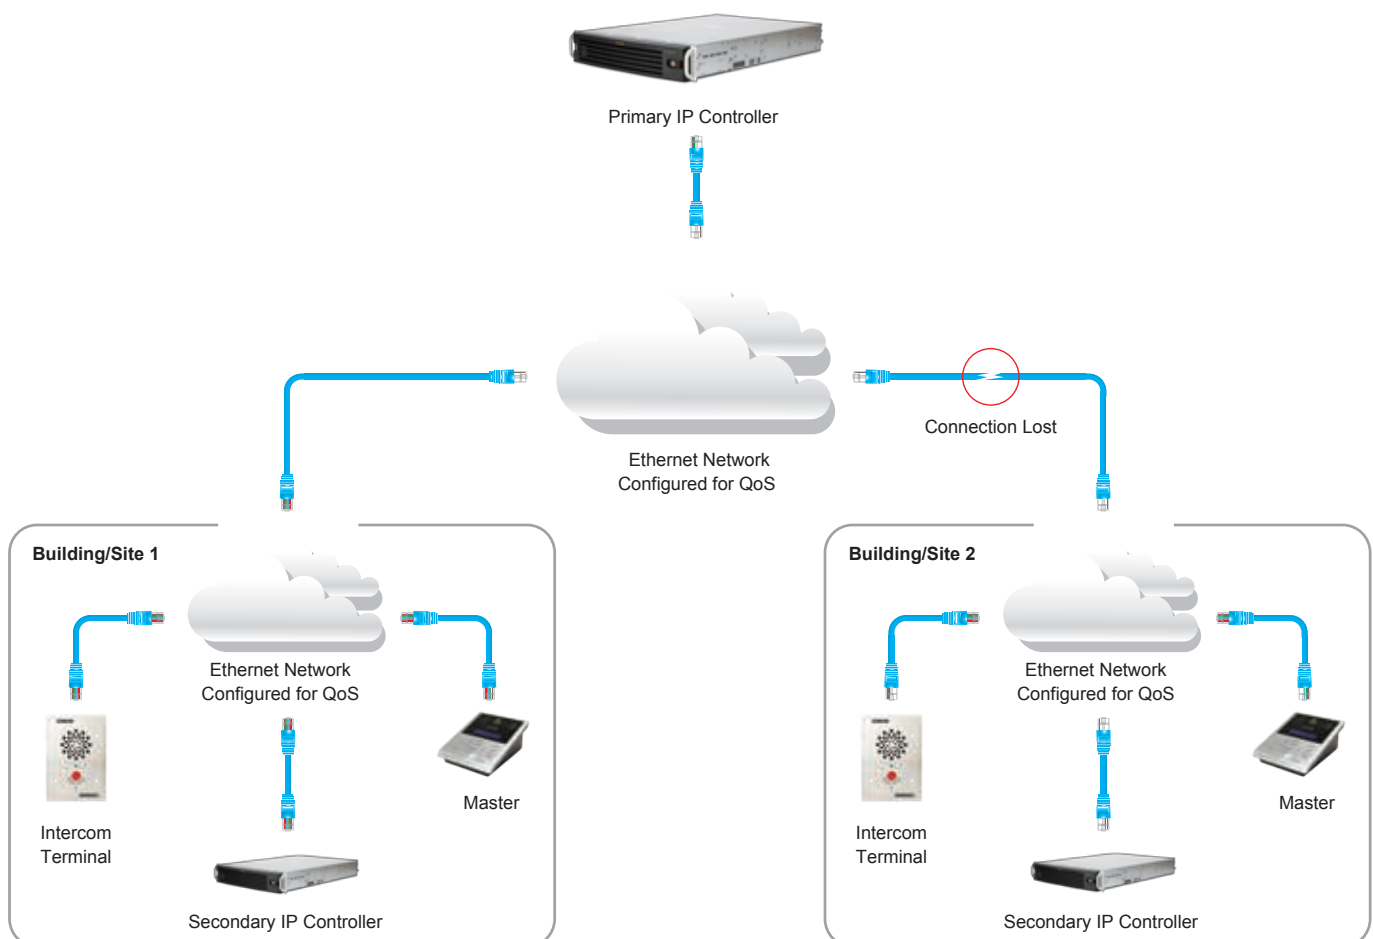 Primary IP Controller
Connection Lost
Ethernet Network
Configured for QoS
Building/Site 1
Ethernet Network
Configured for QoS
Master
Intercom
Terminal
Secondary IP Controller
Building/Site 2
Ethernet Network
Configured for QoS
Master
Intercom
Terminal
Secondary IP Controller